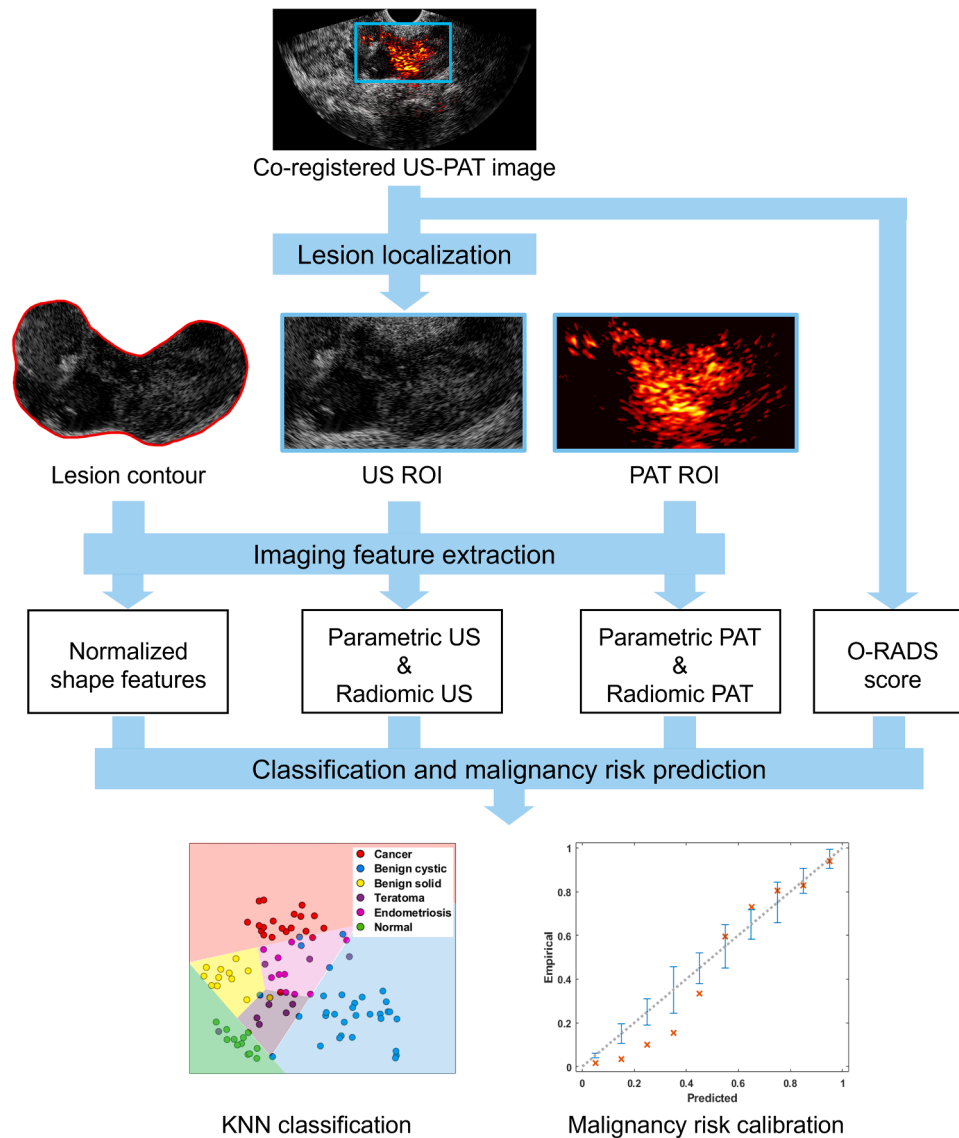 Co-registered US-PAT image
Lesion localization
Lesion contour
US ROI
PAT ROI
Imaging feature extraction
Normalized
shape features
Parametric US
&
Radiomic US
Parametric PAT
&
Radiomic PAT
O-RADS
score
Classification and malignancy risk prediction
Cancer
Benign cystic
Benign solid
Teratoma
Endometriosis
Normal
1
0.8
0.6
0.4
0.2
0
Empirical
0
0.2
0.4
0.6
0.8
1
Predicted
KNN classification
Malignancy risk calibration